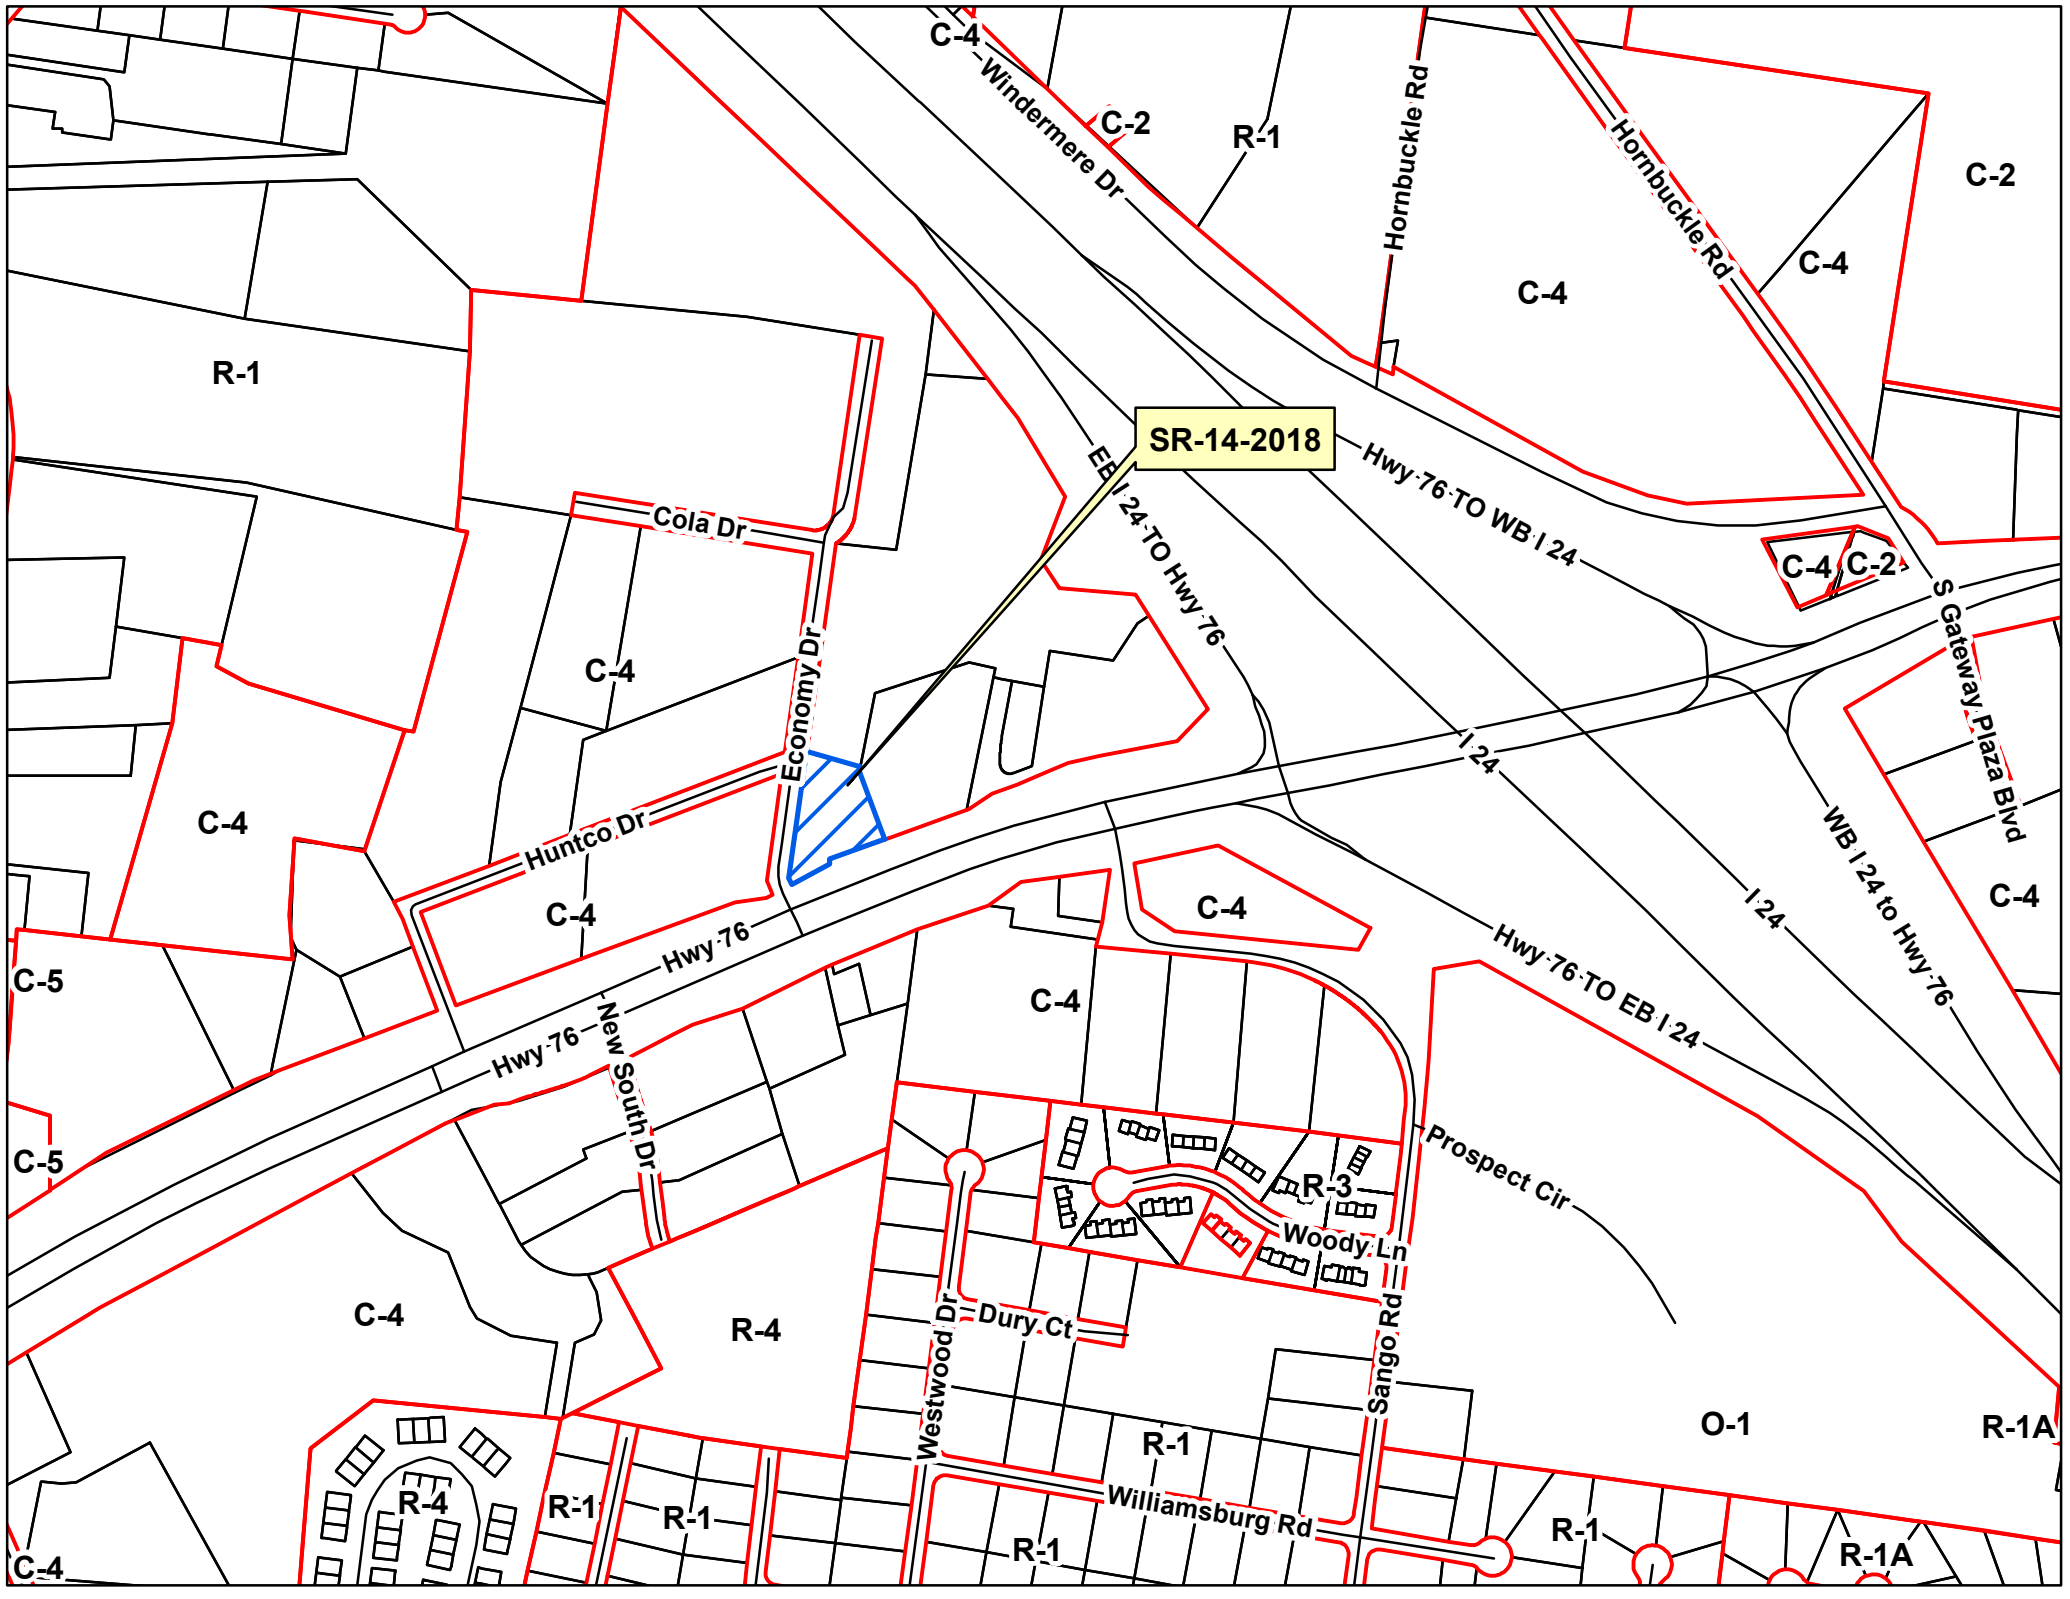 C-4
Windermere Dr
C-2
R-1
Hornbuckle Rd
Hornbuckle Rd
C-2
C-4
C-4
R-1
SR-14-2018
Cola Dr
EB I 24 TO Hwy 76
Hwy 76 TO WB I 24
C-4
C-2
S Gateway Plaza Blvd
C-4
Economy Dr
I 24
C-4
Huntco Dr
C-4
C-4
WB I 24 to Hwy 76
C-4
I 24
Hwy 76
C-5
C-4
Hwy 76 TO EB I 24
Hwy 76
New South Dr
C-5
Prospect Cir
R-3
Woody Ln
C-4
R-4
Westwood Dr
Dury Ct
Sango Rd
O-1
R-1A
R-1
R-4
R-1
R-1
Williamsburg Rd
R-1
R-1
R-1A
C-4